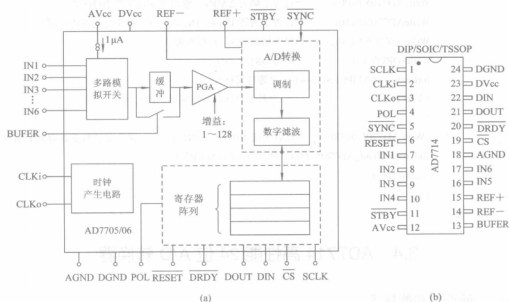 AVcc DVcc REF− REF+ STBY SYNC
1μA
A/D转换
IN1
IN2
IN3
⋮
IN6
多路模
拟开关
缓
冲
PGA
调制
增益:
1～128
数字滤波
BUFER
CLKi
CLKo
时钟
产生电路
寄存器
阵列
AD7705/06
AGND DGND POL RESET DRDY DOUT DIN CS SCLK
(a)
DIP/SOIC/TSSOP
SCLK 1 24 DGND
CLKi 2 23 DVcc
CLKo 3 22 DIN
POL 4 21 DOUT
SYNC 5 20 DRDY
RESET 6 19 CS
IN1 7 18 AGND
IN2 8 17 IN6
IN3 9 16 IN5
IN4 10 15 REF+
STBY 11 14 REF−
AVcc 12 13 BUFER
AD7714
(b)